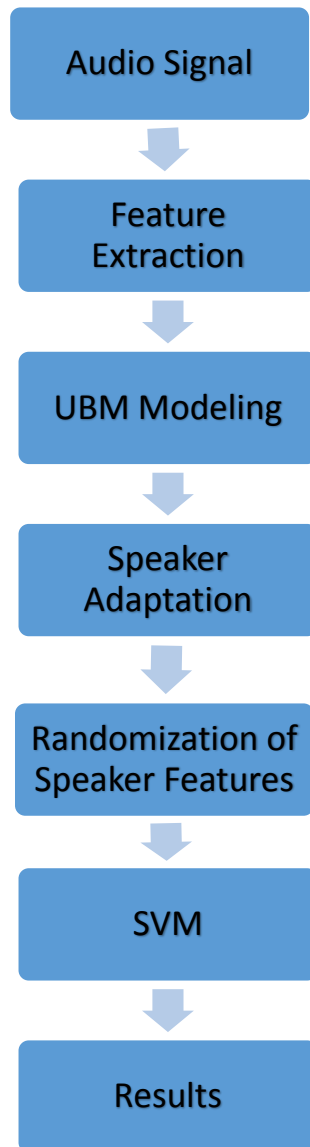 Audio Signal
Feature
Extraction
UBM Modeling
Speaker
Adaptation
Randomization of
Speaker Features
SVM
Results